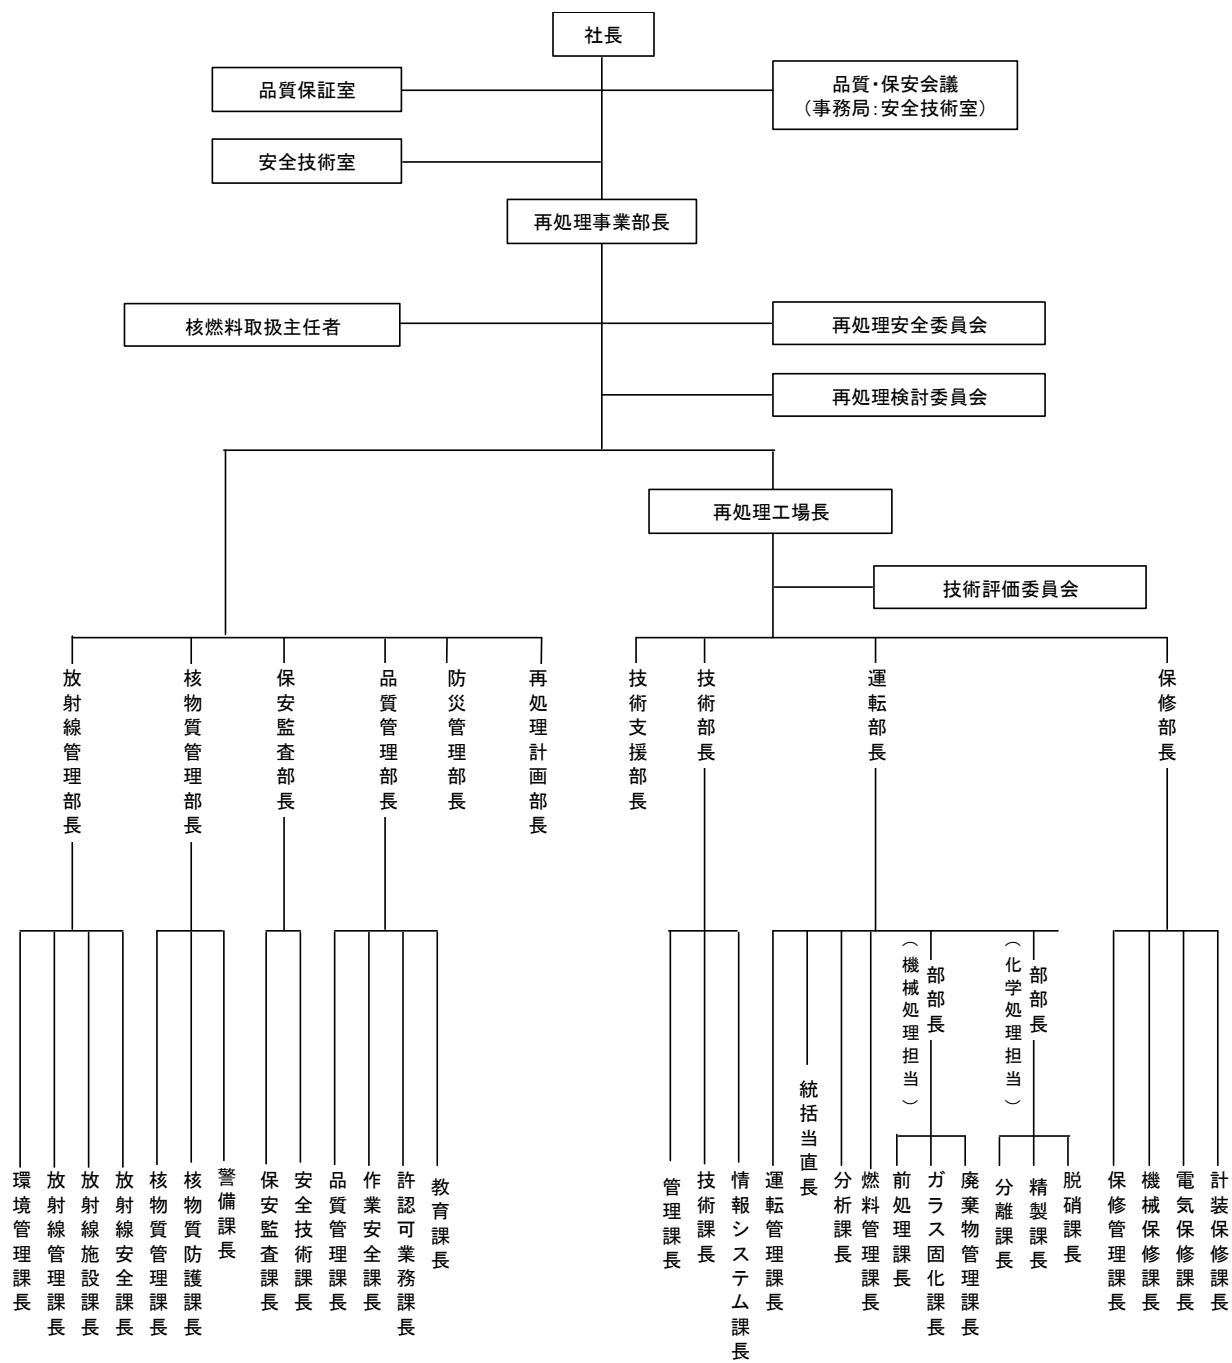 社長
品質保証室
品質・保安会議
（事務局：安全技術室）
安全技術室
再処理事業部長
核燃料取扱主任者
再処理安全委員会
再処理検討委員会
再処理工場長
技術評価委員会
放射線管理部長
核物質管理部長
保安監査部長
品質管理部長
防災管理部長
再処理計画部長
技術支援部長
技術部長
運転部長
保修部長
環境管理課長
放射線管理課長
放射線施設課長
放射線安全課長
核物質管理課長
核物質防護課長
警備課長
保安監査課長
安全技術課長
品質管理課長
作業安全課長
許認可業務課長
教育課長
管理課長
技術課長
情報システム課長
運転管理課長
統括当直長
分析課長
燃料管理課長
部部長
（機械処理担当）
前処理課長
ガラス固化課長
廃棄物管理課長
部部長
（化学処理担当）
分離課長
精製課長
脱硝課長
保修管理課長
機械保修課長
電気保修課長
計装保修課長